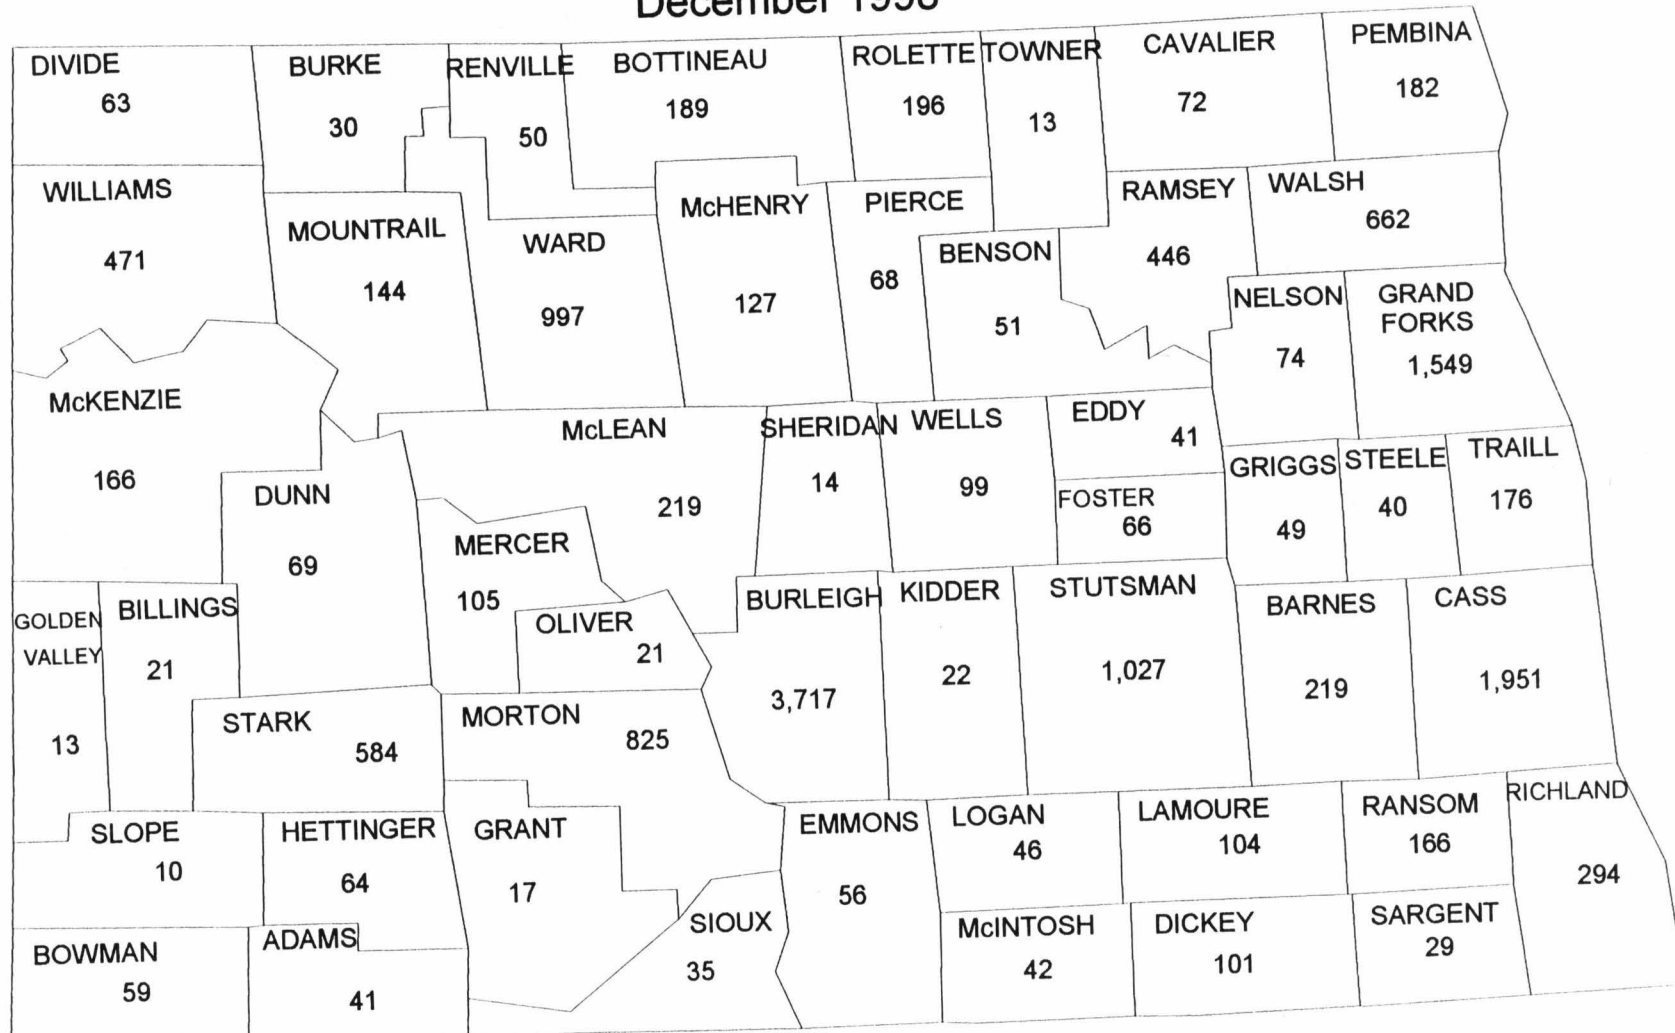 December 1998
DIVIDE
63
BURKE
30
RENVILLE
50
BOTTINEAU
189
ROLETTE
196
TOWNER
13
CAVALIER
72
PEMBINA
182
WILLIAMS
471
MOUNTRAIL
144
WARD
997
McHENRY
127
PIERCE
68
BENSON
51
RAMSEY
446
WALSH
662
NELSON
74
GRAND
FORKS
1,549
McKENZIE
166
DUNN
69
McLEAN
219
SHERIDAN
14
WELLS
99
EDDY
41
FOSTER
66
GRIGGS
49
STEELE
40
TRAILL
176
MERCER
105
OLIVER
21
GOLDEN
VALLEY
13
BILLINGS
21
STARK
584
MORTON
825
BURLEIGH
3,717
KIDDER
22
STUTSMAN
1,027
BARNES
219
CASS
1,951
SLOPE
10
HETTINGER
64
GRANT
17
SIOUX
35
EMMONS
56
LOGAN
46
LAMOURE
104
RANSOM
166
RICHLAND
294
BOWMAN
59
ADAMS
41
McINTOSH
42
DICKEY
101
SARGENT
29